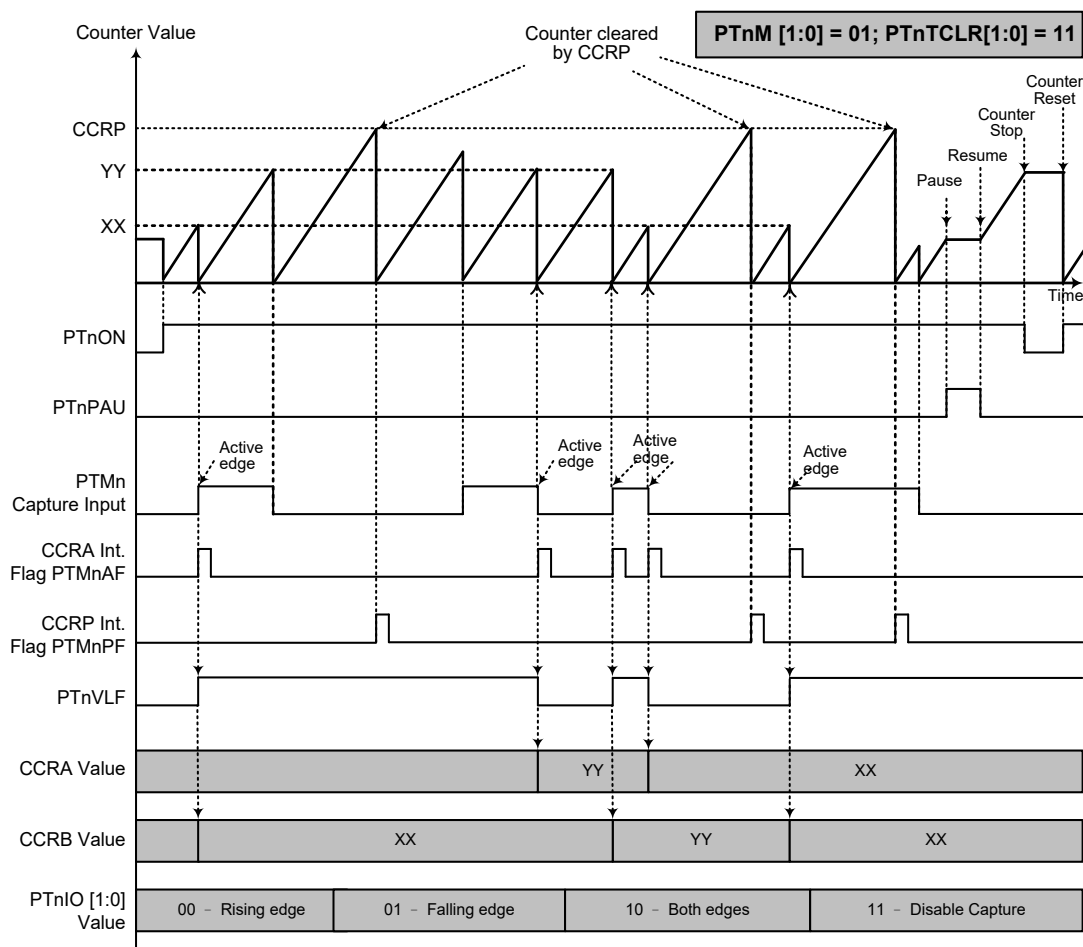 PTnM [1:0] = 01; PTnTCLR[1:0] = 11
Counter Value
Counter cleared
by CCRP
Counter
Reset
CCRP
Counter
Stop
YY
Resume
Pause
XX
Time
PTnON
PTnPAU
Active
edge
Active
edge
Active
edge
Active
edge
PTMn
Capture Input
CCRA Int.
Flag PTMnAF
CCRP Int.
Flag PTMnPF
PTnVLF
CCRA Value
YY
XX
CCRB Value
XX
YY
XX
PTnIO [1:0]
Value
00 - Rising edge
01 - Falling edge
10 - Both edges
11 - Disable Capture